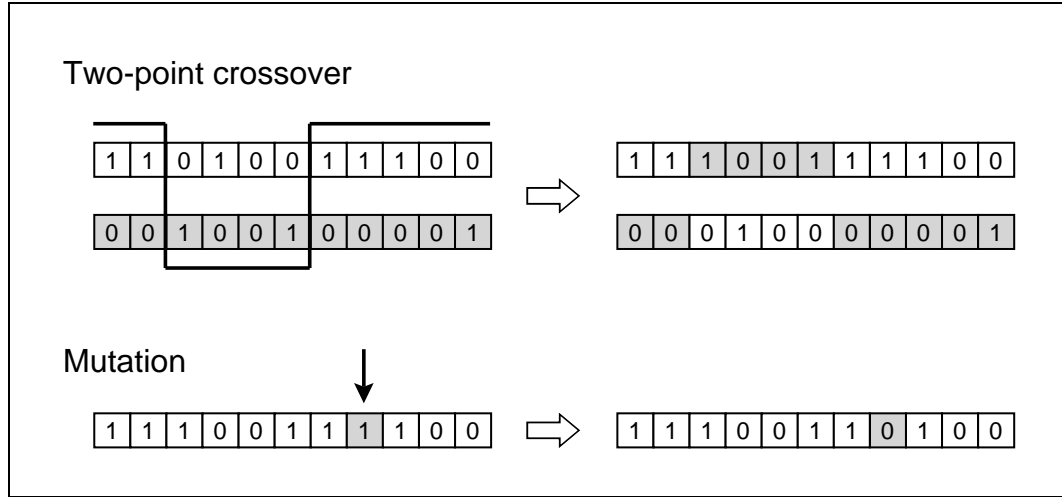 Two-point crossover
1 1 0 1 0 0 1 1 1 0 0
1 1 1 0 0 1 1 1 1 0 0
0 0 1 0 0 1 0 0 0 0 1
0 0 0 1 0 0 0 0 0 0 1
Mutation
1 1 1 0 0 1 1 1 1 0 0
1 1 1 0 0 1 1 0 1 0 0